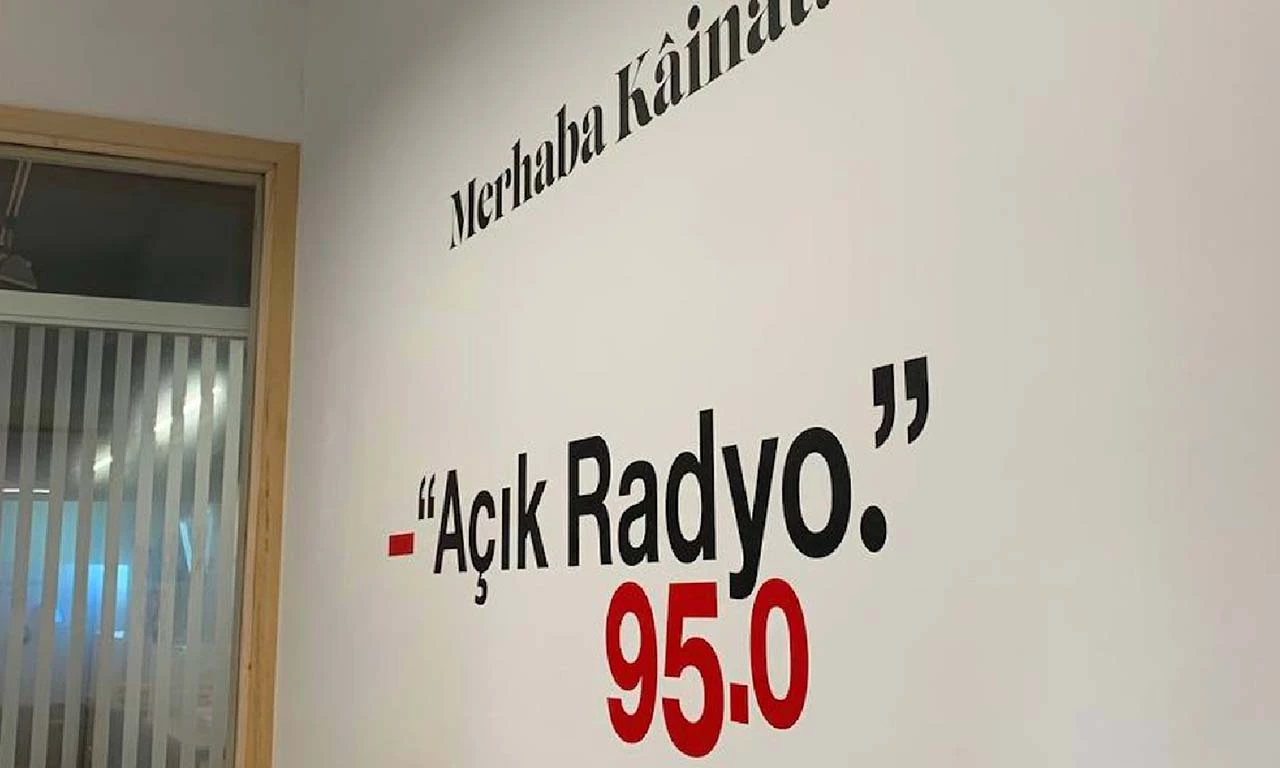 Merhaba Kâinat
–“Açık Radyo.”
95.0